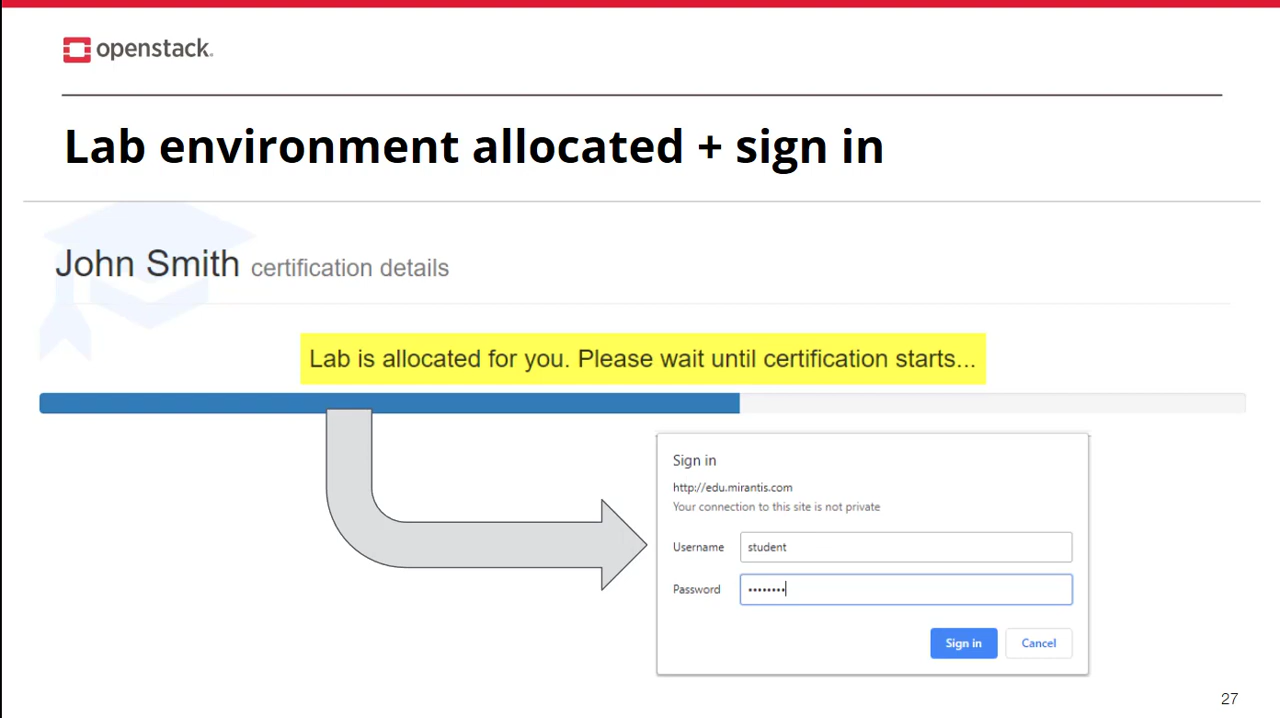 openstack.
Lab environment allocated + sign in
John Smith certification details
Lab is allocated for you. Please wait until certification starts...
Sign in
http://edu.mirantis.com
Your connection to this site is not private
Username student
Password ••••••••
Sign in Cancel
27